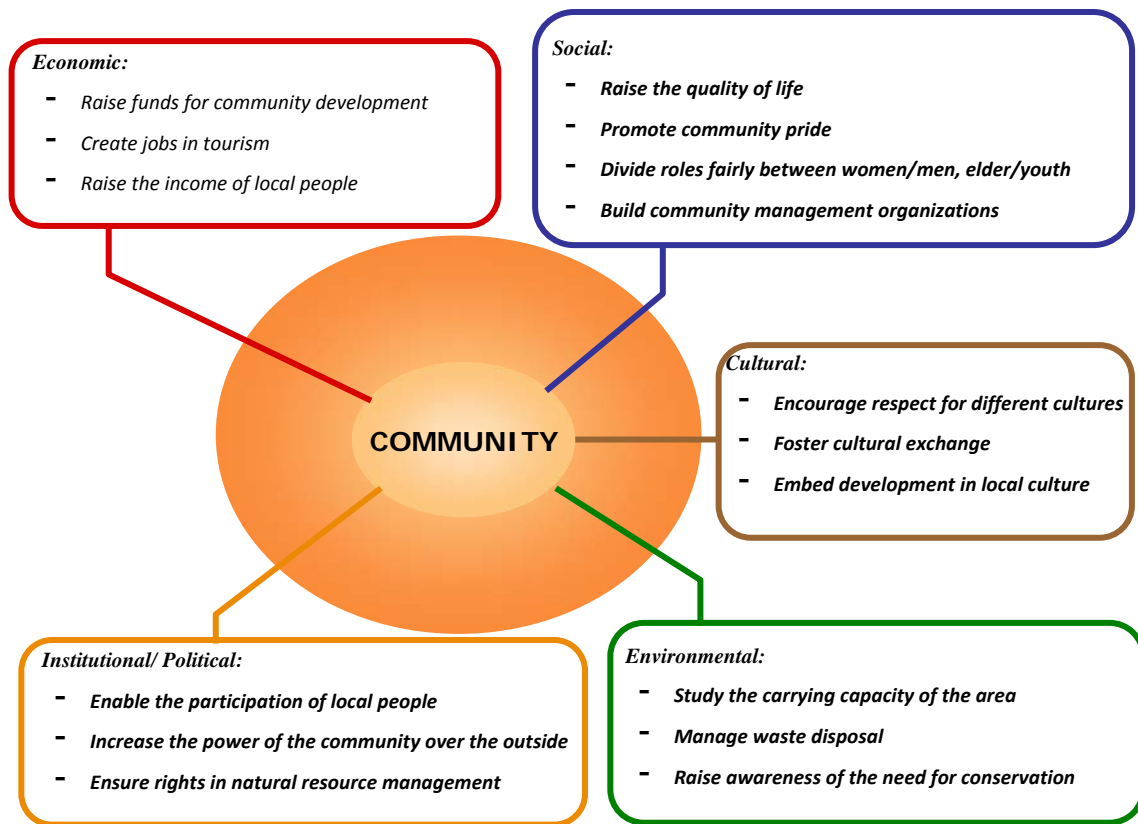 Economic:
- Raise funds for community development
- Create jobs in tourism
- Raise the income of local people
Social:
- Raise the quality of life
- Promote community pride
- Divide roles fairly between women/men, elder/youth
- Build community management organizations
Cultural:
- Encourage respect for different cultures
- Foster cultural exchange
- Embed development in local culture
COMMUNITY
Institutional/ Political:
- Enable the participation of local people
- Increase the power of the community over the outside
- Ensure rights in natural resource management
Environmental:
- Study the carrying capacity of the area
- Manage waste disposal
- Raise awareness of the need for conservation